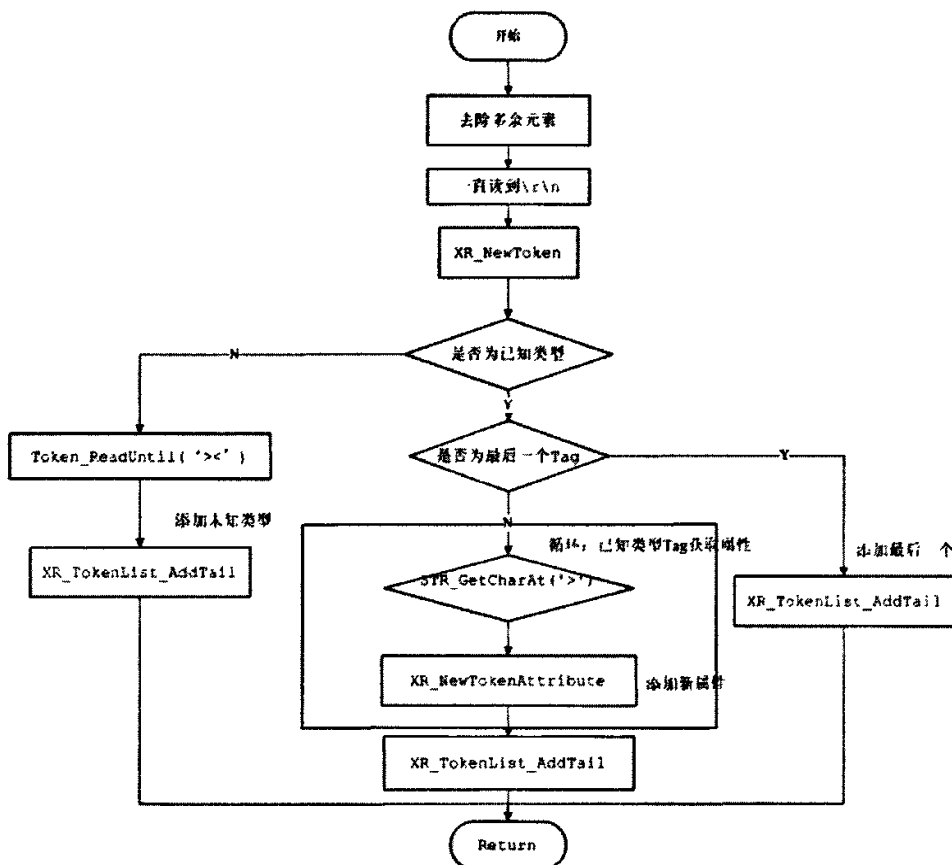 开始
去除多余元素
一直读到\r\n
XR_NewToken
是否为已知类型
N
Y
Token_ReadUntil('><')
是否为最后一个Tag
Y
添加未知类型
N
循环：已知类型Tag获取属性
添加最后一个
XR_TokenList_AddTail
STR_GetCharAt('>')
XR_TokenList_AddTail
XR_NewTokenAttribute
添加新属性
XR_TokenList_AddTail
Return